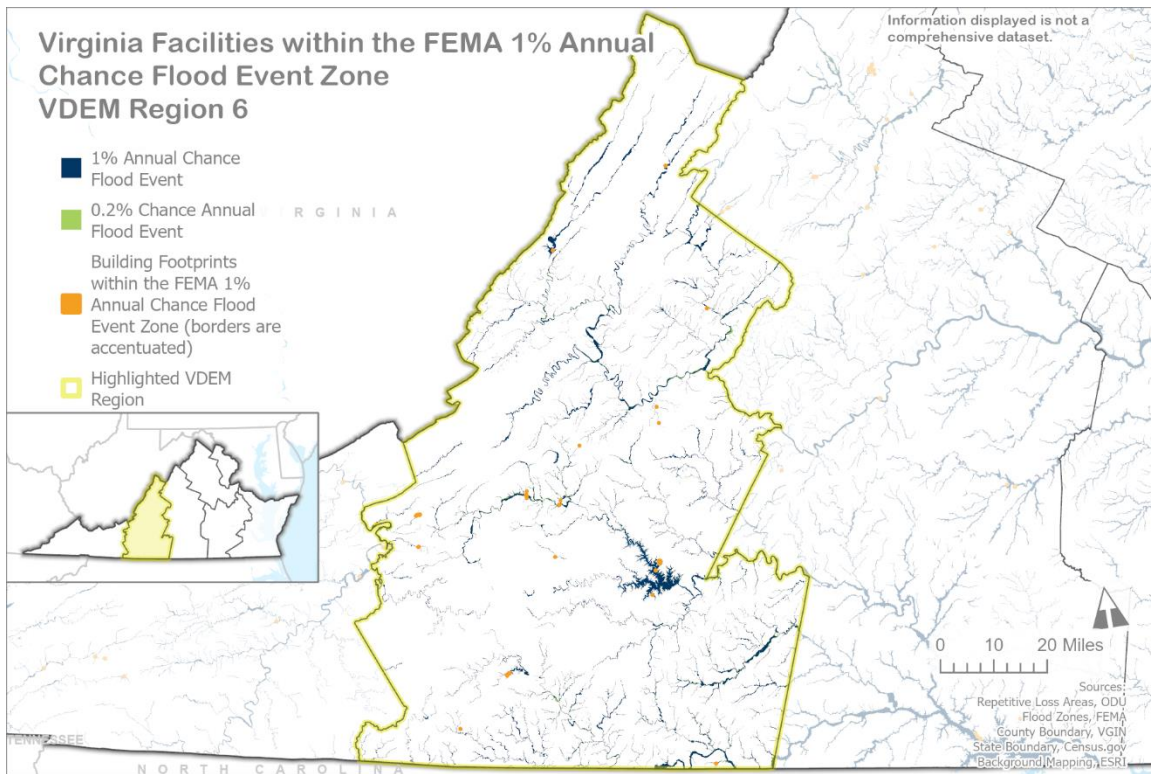 Virginia Facilities within the FEMA 1% Annual
Chance Flood Event Zone
VDEM Region 6
Information displayed is not a
comprehensive dataset.
1% Annual Chance
Flood Event
0.2% Chance Annual
Flood Event
IRGINIA
Building Footprints
within the FEMA 1%
Annual Chance Flood
Event Zone (borders are
accentuated)
Highlighted VDEM
Region
0 10 20 Miles
Sources:
Repetitive Loss Areas, ODU
Flood Zones, FEMA
County Boundary, VGIN
State Boundary, Census.gov
Background Mapping, ESRI
TENNESSEE
NORTH CAROLINA